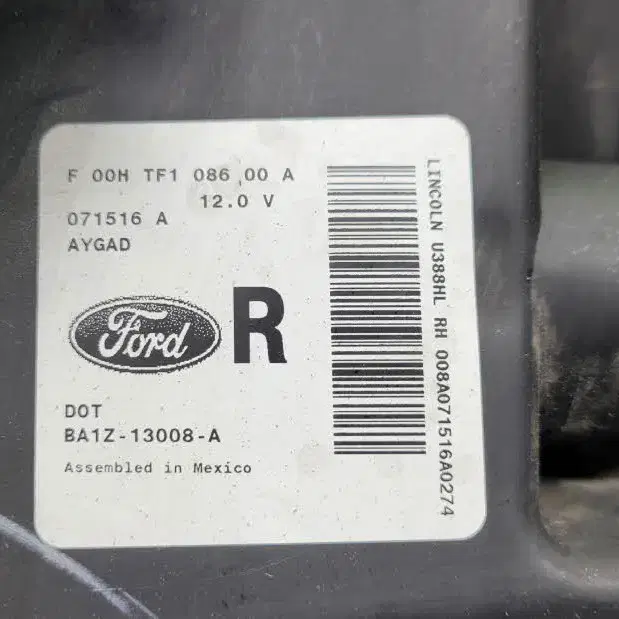 F 00H TF1 086,00 A
12.0 V
071516 A
AYGAD
Ford
R
DOT
BA1Z-13008-A
Assembled in Mexico
LINCOLN U388HL RH 008A071516A0274